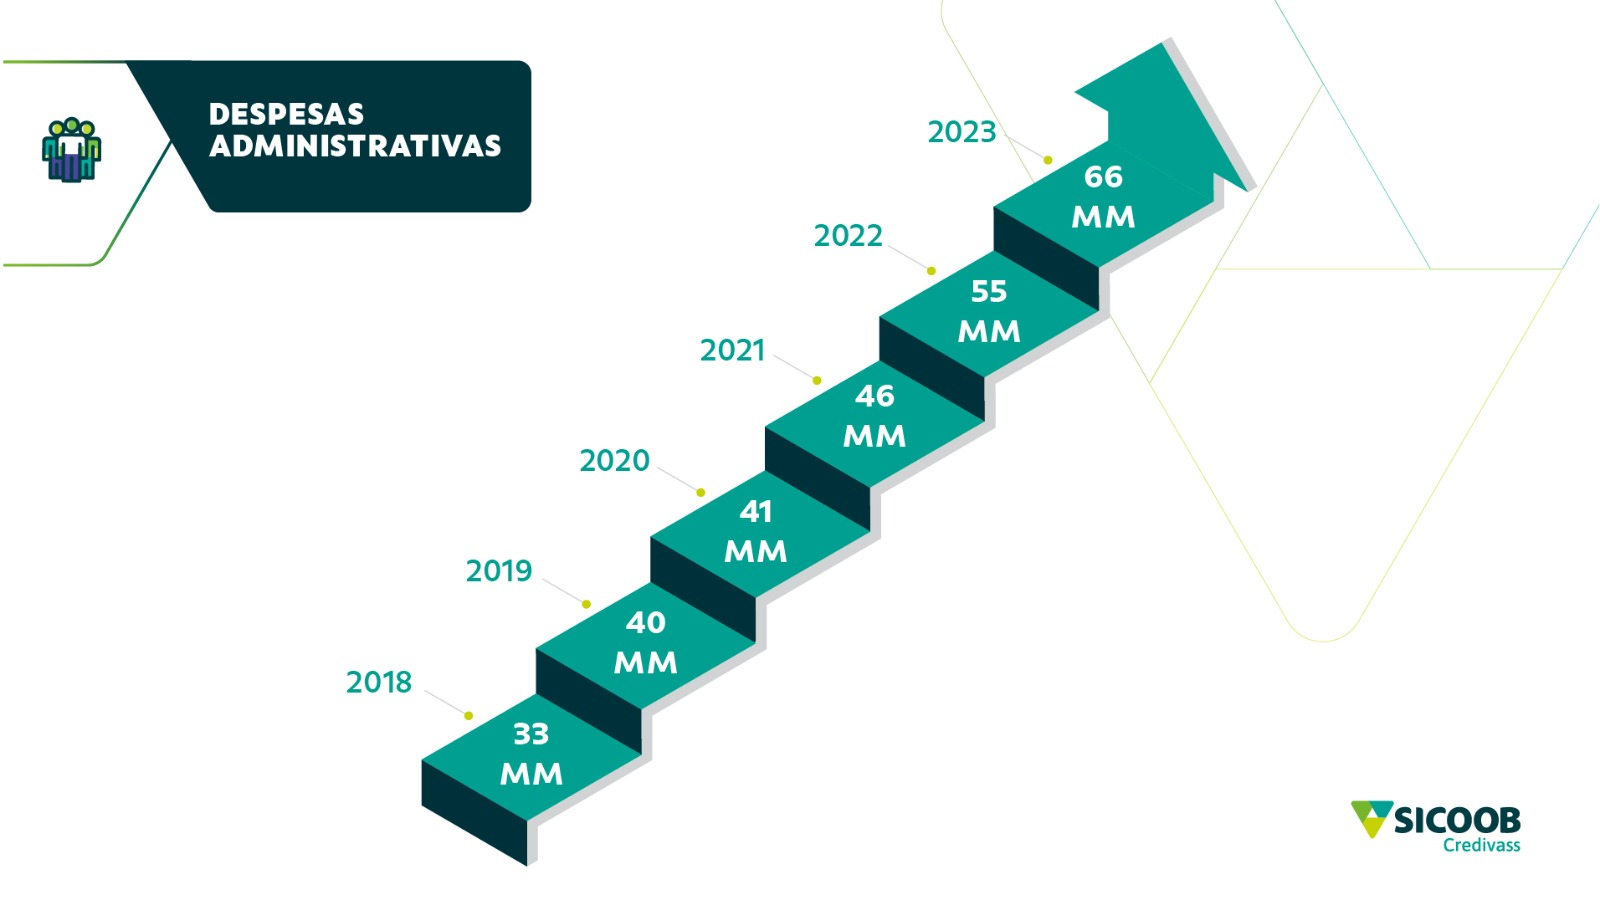 DESPESAS
ADMINISTRATIVAS
2023
66
MM
2022
55
MM
2021
46
MM
2020
41
MM
2019
40
MM
2018
33
MM
SICOOB
Credivass